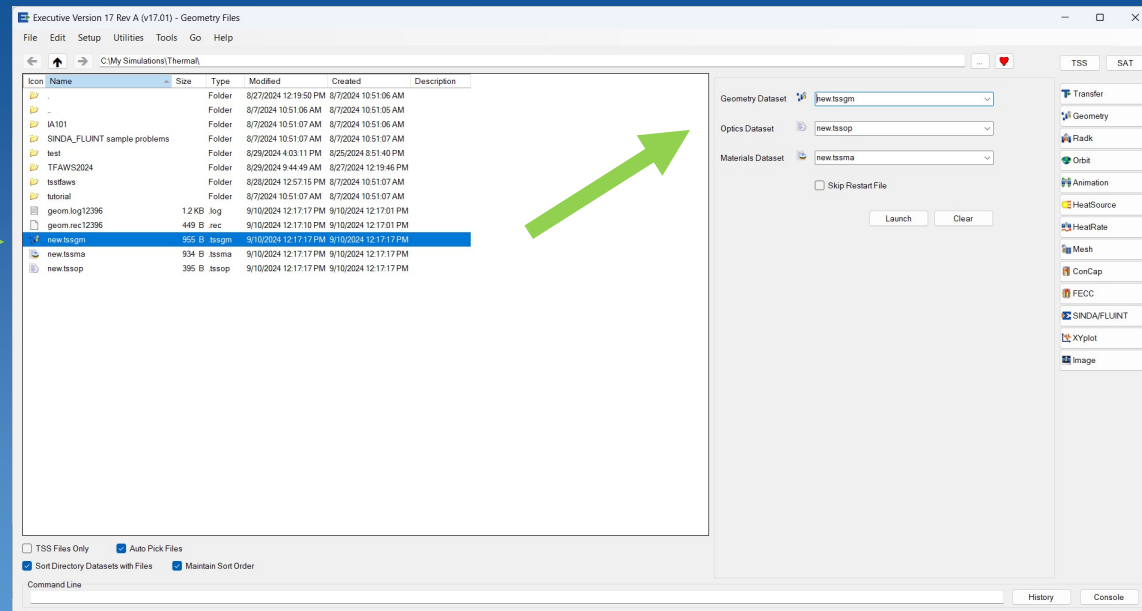 Executive Version 17 Rev A (v17.01) - Geometry Files
File Edit Setup Utilities Tools Go Help
C:\My Simulations\Thermal\ ... TSS SAT
Icon Name Size Type Modified Created Description
. Folder 8/27/2024 12:19:50 PM 8/7/2024 10:51:06 AM
.. Folder 8/7/2024 10:51:06 AM 8/7/2024 10:51:05 AM
IA101 Folder 8/7/2024 10:51:07 AM 8/7/2024 10:51:06 AM
SINDA_FLUINT sample problems Folder 8/7/2024 10:51:07 AM 8/7/2024 10:51:07 AM
test Folder 8/29/2024 4:03:11 PM 8/25/2024 8:51:40 PM
TFAWS2024 Folder 8/29/2024 9:44:49 AM 8/27/2024 12:19:46 PM
tsstfaws Folder 8/28/2024 12:57:15 PM 8/7/2024 10:51:07 AM
tutorial Folder 8/7/2024 10:51:07 AM 8/7/2024 10:51:07 AM
geom.log12396 1.2 KB .log 9/10/2024 12:17:17 PM 9/10/2024 12:17:01 PM
geom.rec12396 449 B .rec 9/10/2024 12:17:10 PM 9/10/2024 12:17:01 PM
new.tssgm 955 B .tssgm 9/10/2024 12:17:17 PM 9/10/2024 12:17:17 PM
new.tssma 934 B .tssma 9/10/2024 12:17:17 PM 9/10/2024 12:17:17 PM
new.tssop 395 B .tssop 9/10/2024 12:17:17 PM 9/10/2024 12:17:17 PM
Geometry Dataset new.tssgm
Optics Dataset new.tssop
Materials Dataset new.tssma
Skip Restart File
Launch Clear
Transfer
Geometry
Radk
Orbit
Animation
HeatSource
HeatRate
Mesh
ConCap
FECC
SINDA/FLUINT
XYplot
Image
TSS Files Only Auto Pick Files
Sort Directory Datasets with Files Maintain Sort Order
Command Line
History Console